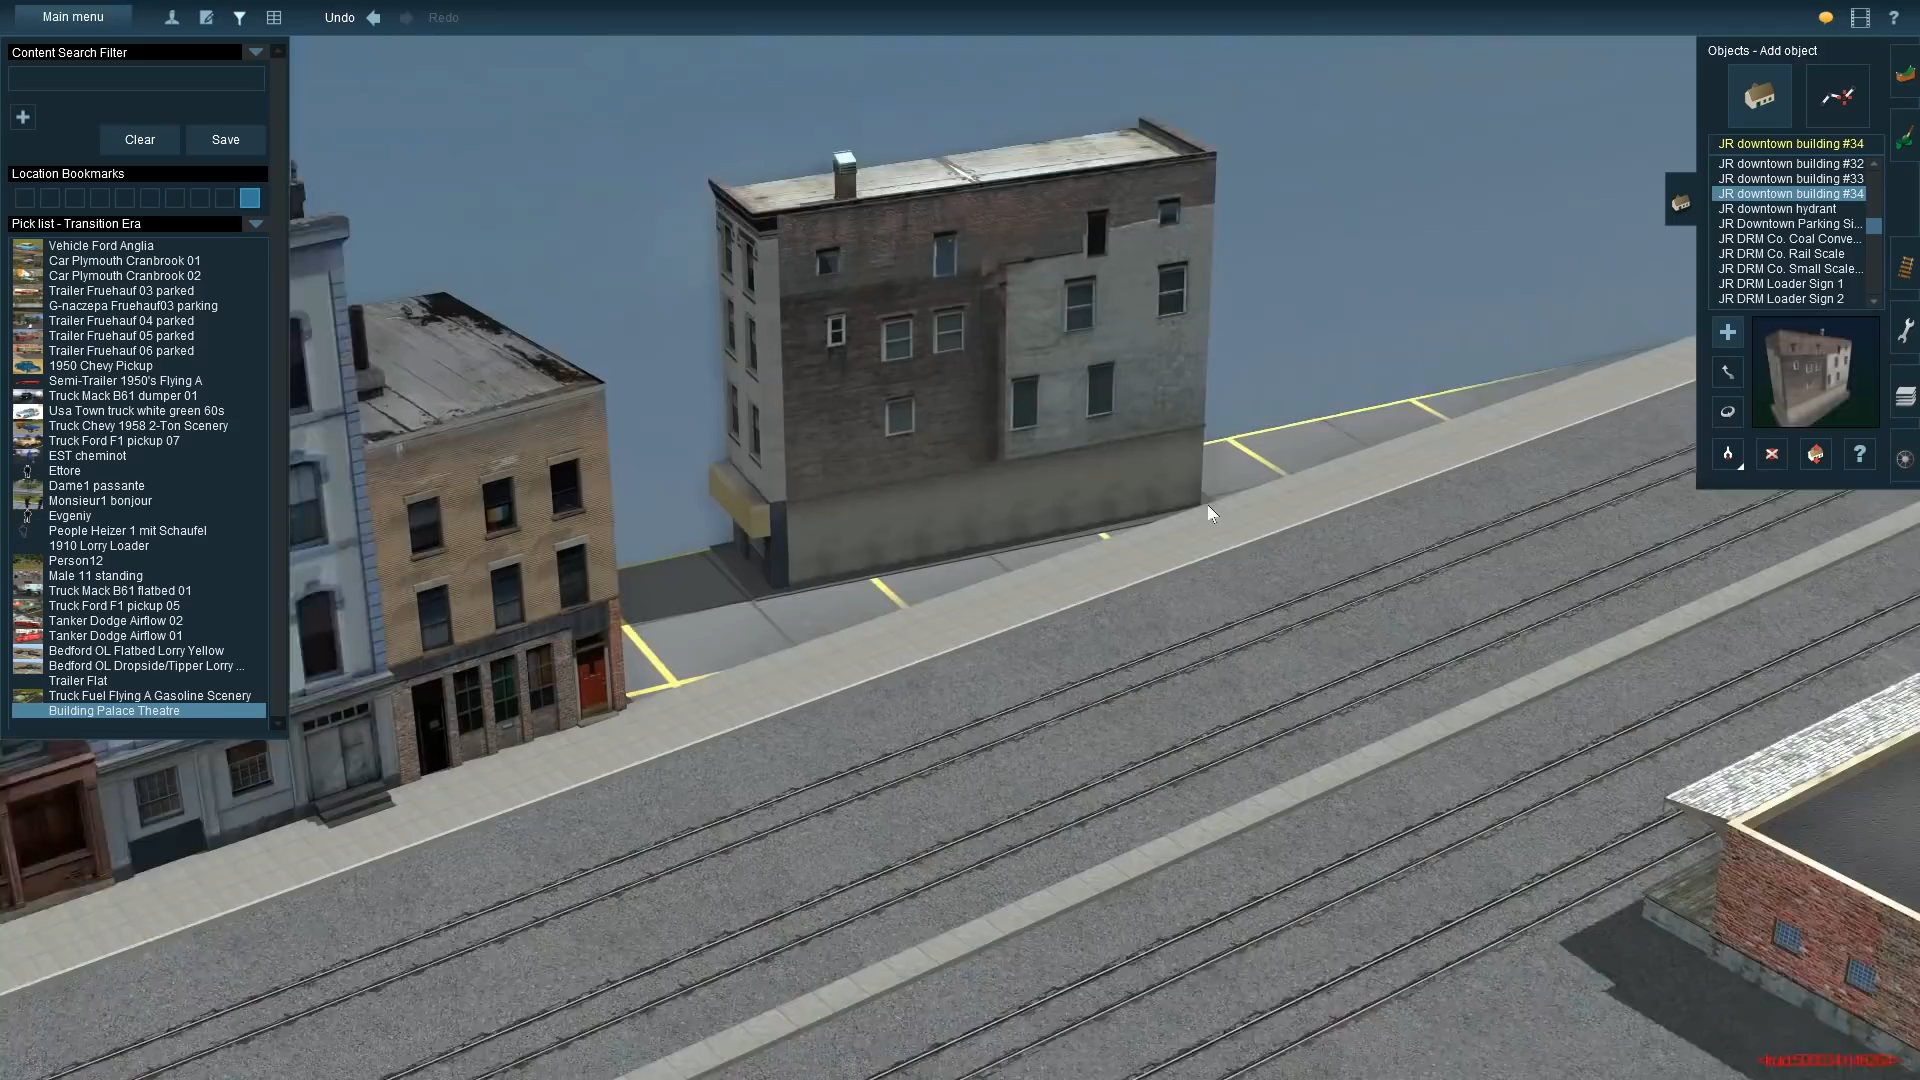 Main menu
Undo
Redo
?
Content Search Filter
Clear
Save
Location Bookmarks
Pick list - Transition Era
Vehicle Ford Anglia
Car Plymouth Cranbrook 01
Car Plymouth Cranbrook 02
Trailer Fruehauf 03 parked
G-naczepa Fruehauf03 parking
Trailer Fruehauf 04 parked
Trailer Fruehauf 05 parked
Trailer Fruehauf 06 parked
1950 Chevy Pickup
Semi-Trailer 1950's Flying A
Truck Mack B61 dumper 01
Usa Town truck white green 60s
Truck Chevy 1958 2-Ton Scenery
Truck Ford F1 pickup 07
EST cheminot
Ettore
Dame1 passante
Monsieur1 bonjour
Evgeniy
People Heizer 1 mit Schaufel
1910 Lorry Loader
Person12
Male 11 standing
Truck Mack B61 flatbed 01
Truck Ford F1 pickup 05
Tanker Dodge Airflow 02
Tanker Dodge Airflow 01
Bedford OL Flatbed Lorry Yellow
Bedford OL Dropside/Tipper Lorry ...
Trailer Flat
Truck Fuel Flying A Gasoline Scenery
Building Palace Theatre
Objects - Add object
JR downtown building #34
JR downtown building #32
JR downtown building #33
JR downtown building #34
JR downtown hydrant
JR Downtown Parking Si...
JR DRM Co. Coal Conve...
JR DRM Co. Rail Scale
JR DRM Co. Small Scale...
JR DRM Loader Sign 1
JR DRM Loader Sign 2
?